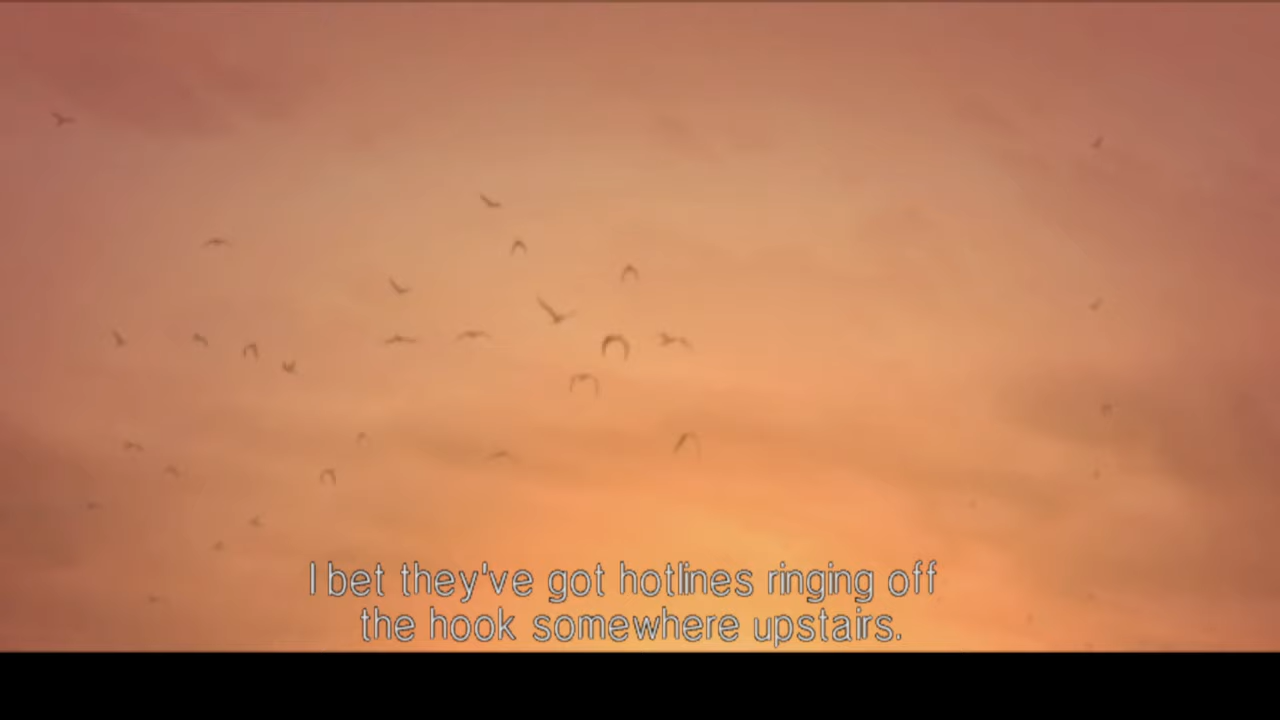 I bet they've got hotlines ringing off
the hook somewhere upstairs.